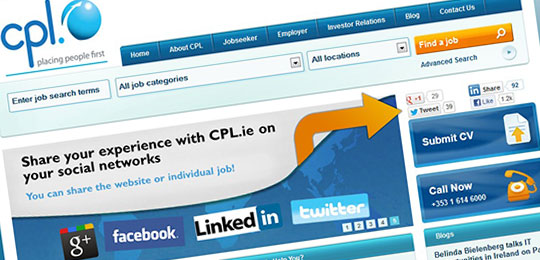 cpl.
placing people first
Home
About CPL
Jobseeker
Employer
Investor Relations
Blog
Contact Us
Enter job search terms
All job categories
All locations
Find a job
Advanced Search
+1 29
Share 92
Tweet 39
Like 1.2k
Share your experience with CPL.ie on
your social networks
You can share the website or individual job!
g+
facebook
Linked in
twitter
1 2 3 4 5
Submit CV
Call Now
+353 1 614 6000
Blogs
Belinda Bielenberg talks IT